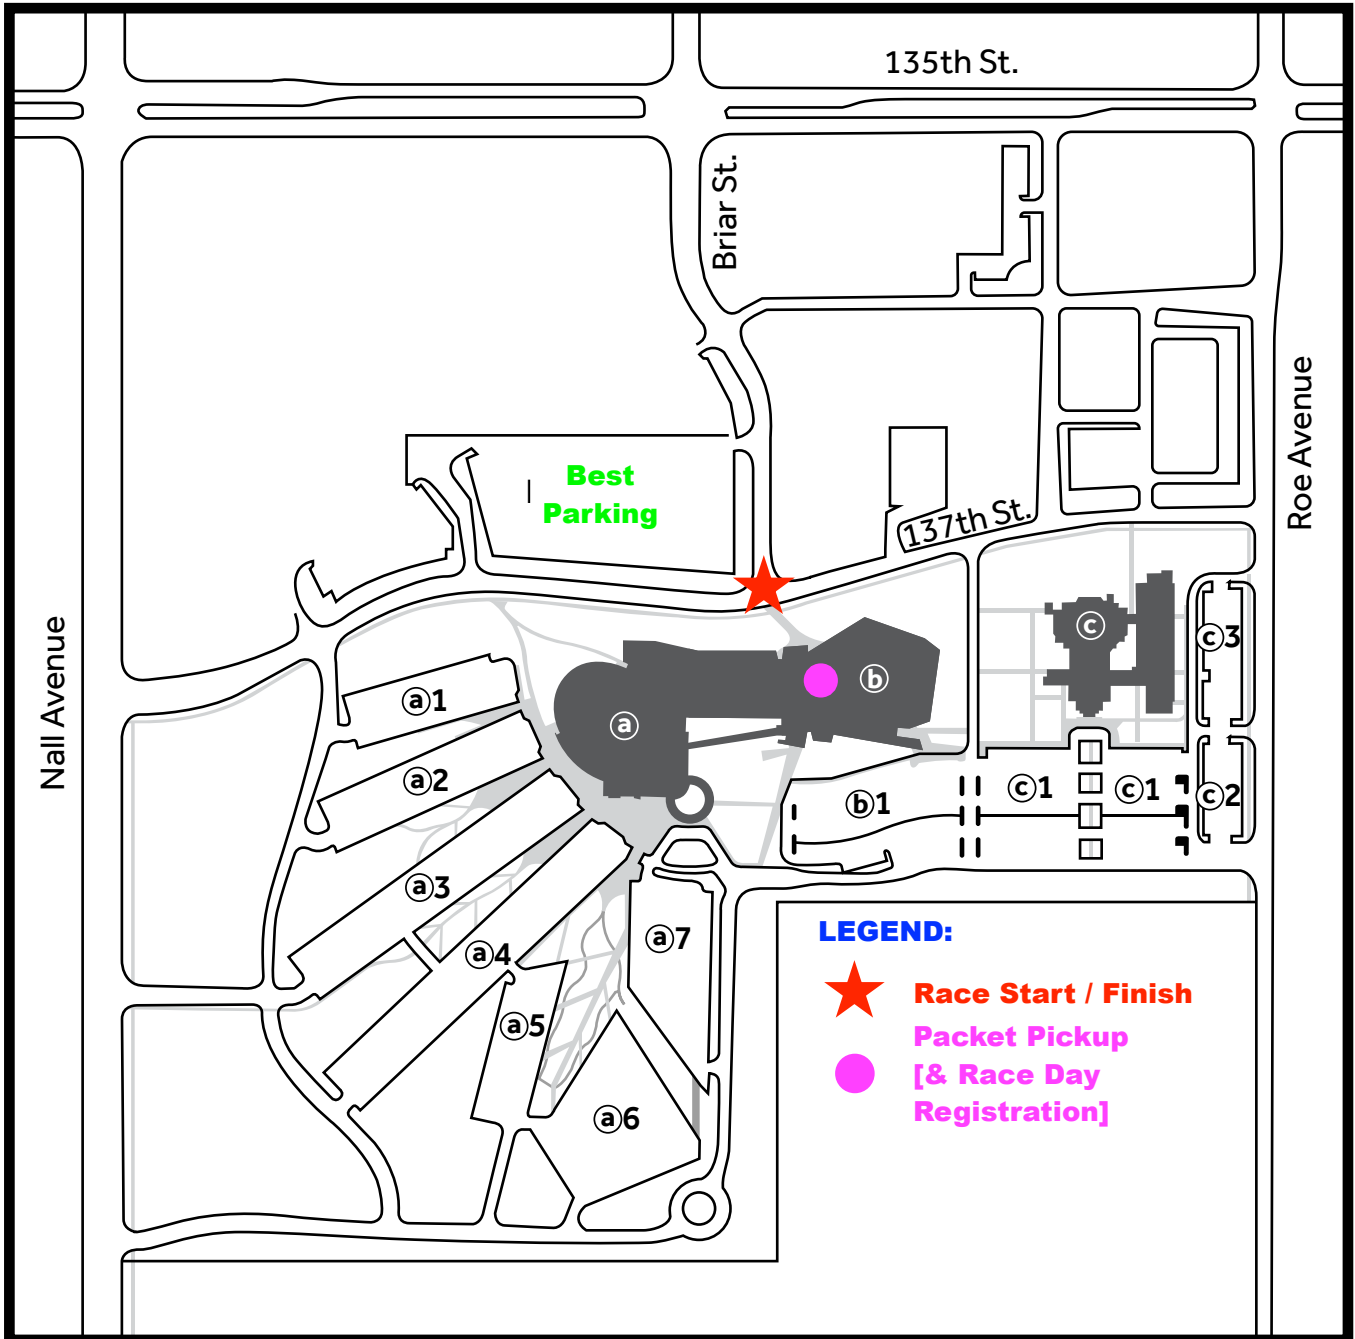 135th St.
Briar St.
Roe Avenue
Best
Parking
137th St.
Nall Avenue
c
c3
b
a
a1
a2
c1
c1
c2
b1
a3
a4
a7
a5
a6
LEGEND:
Race Start / Finish
Packet Pickup
[& Race Day
Registration]